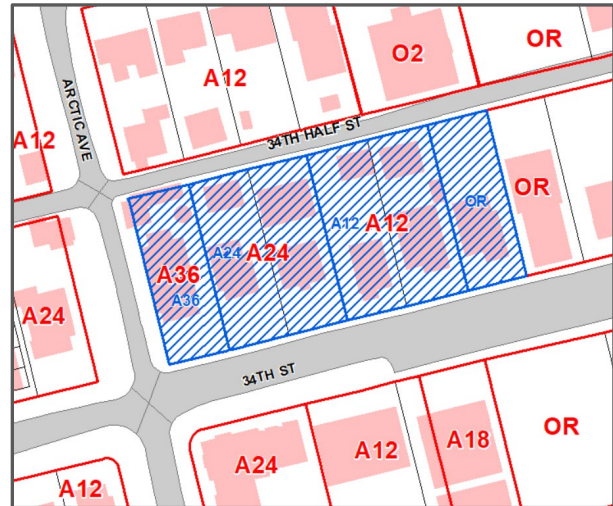 OR
O2
A12
34TH HALF ST
ARCTIC AVE
A12
OR
OR
A12
A12
A24
A24
A36
A36
A24
34TH ST
OR
A18
A12
A24
A12